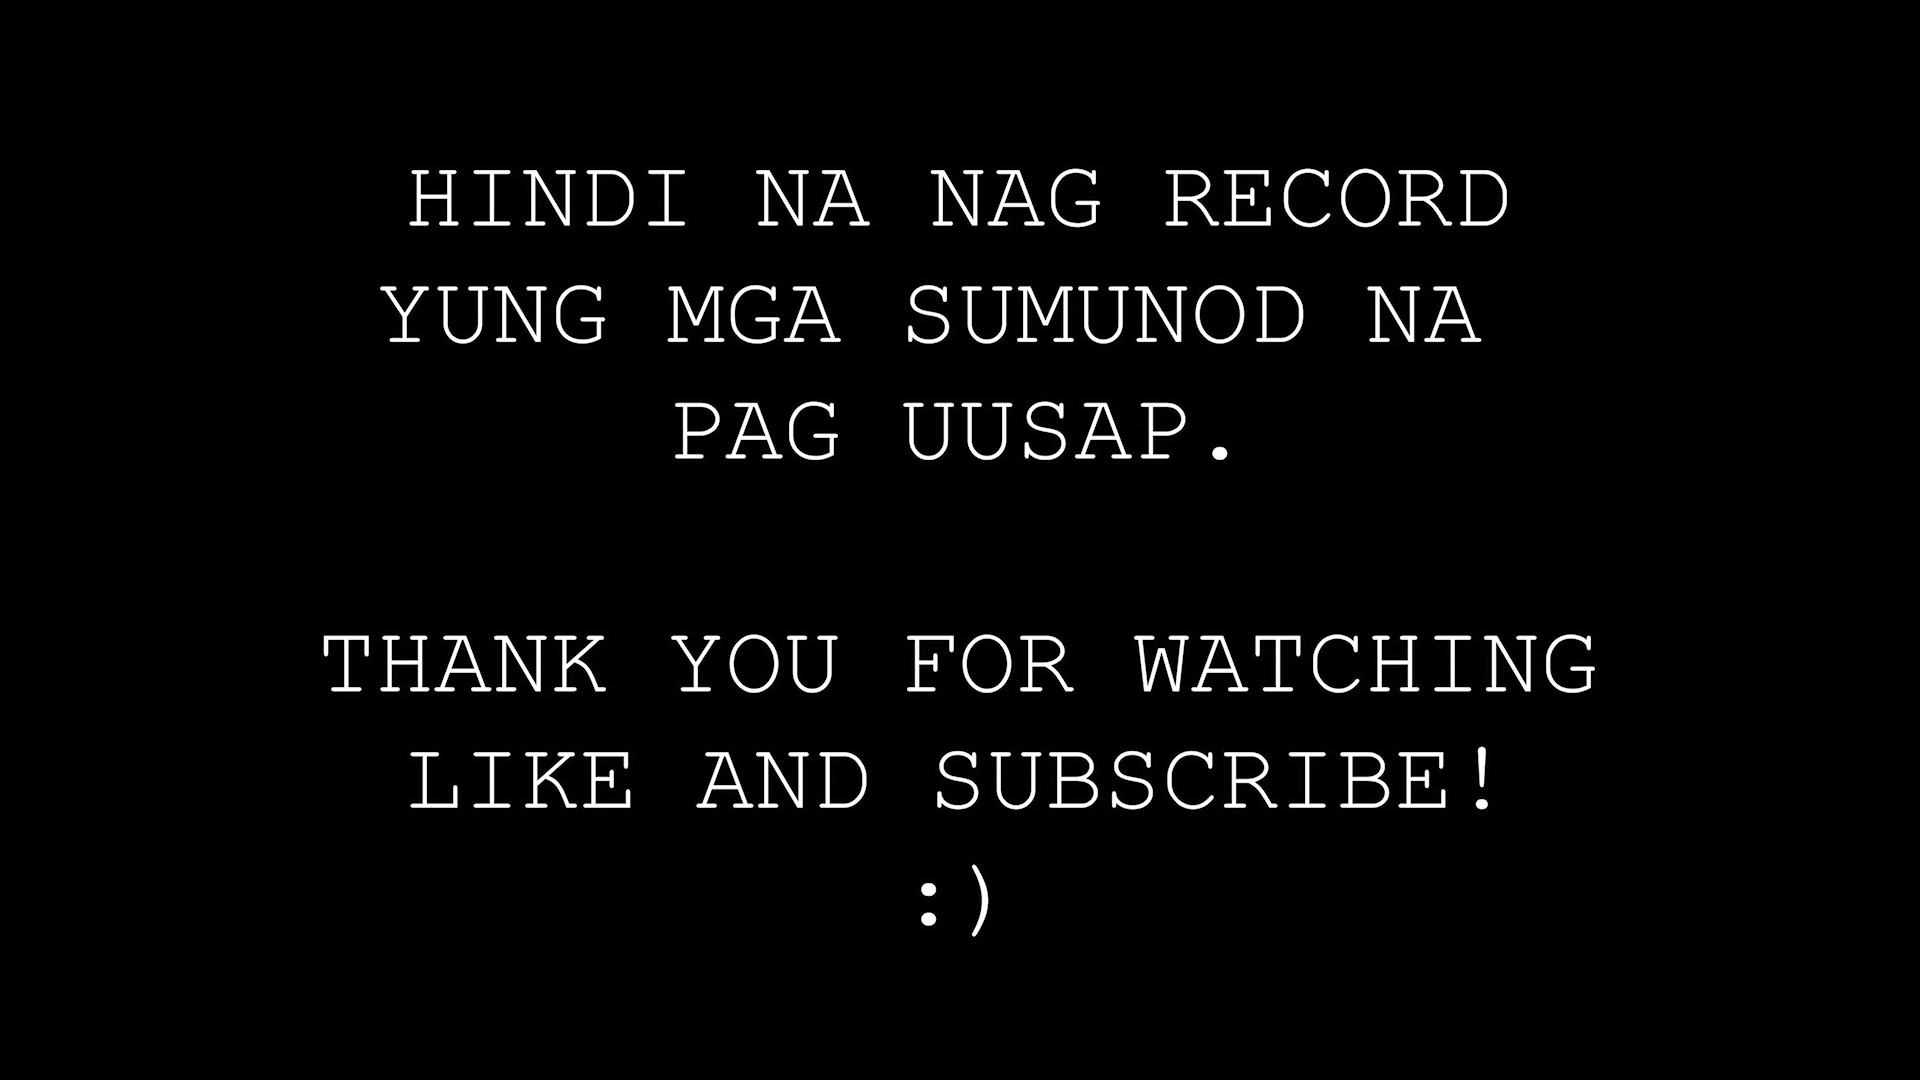 HINDI NA NAG RECORD
YUNG MGA SUMUNOD NA
PAG UUSAP.
THANK YOU FOR WATCHING
LIKE AND SUBSCRIBE!
:)